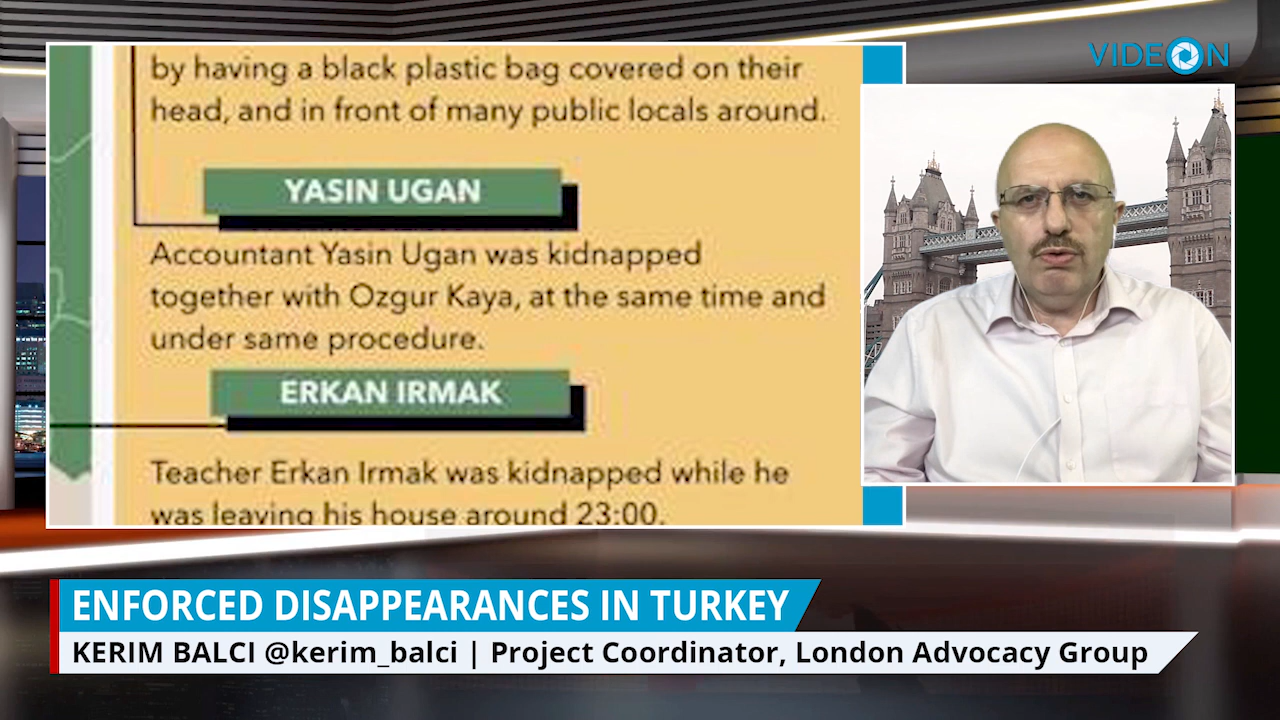 VIDEON
by having a black plastic bag covered on their
head, and in front of many public locals around.
YASIN UGAN
Accountant Yasin Ugan was kidnapped
together with Ozgur Kaya, at the same time and
under same procedure.
ERKAN IRMAK
Teacher Erkan Irmak was kidnapped while he
was leaving his house around 23:00.
ENFORCED DISAPPEARANCES IN TURKEY
KERIM BALCI @kerim_balci | Project Coordinator, London Advocacy Group